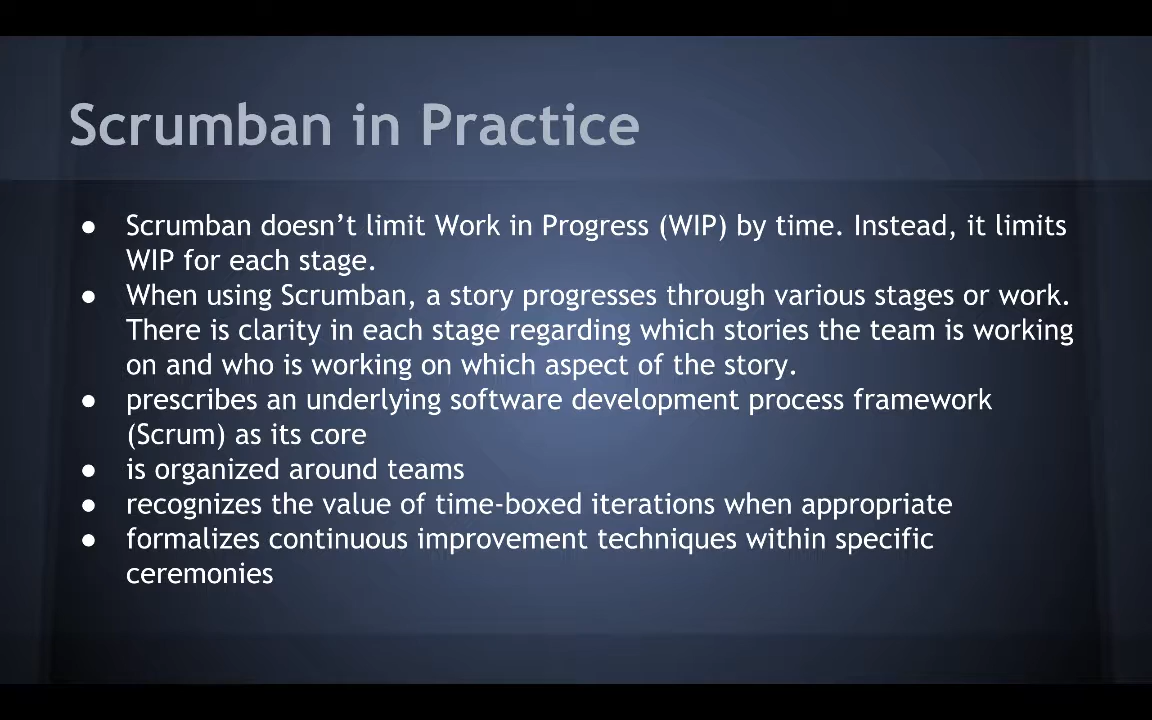 Scrumban in Practice
● Scrumban doesn’t limit Work in Progress (WIP) by time. Instead, it limits
WIP for each stage.
● When using Scrumban, a story progresses through various stages or work.
There is clarity in each stage regarding which stories the team is working
on and who is working on which aspect of the story.
● prescribes an underlying software development process framework
(Scrum) as its core
● is organized around teams
● recognizes the value of time-boxed iterations when appropriate
● formalizes continuous improvement techniques within specific
ceremonies